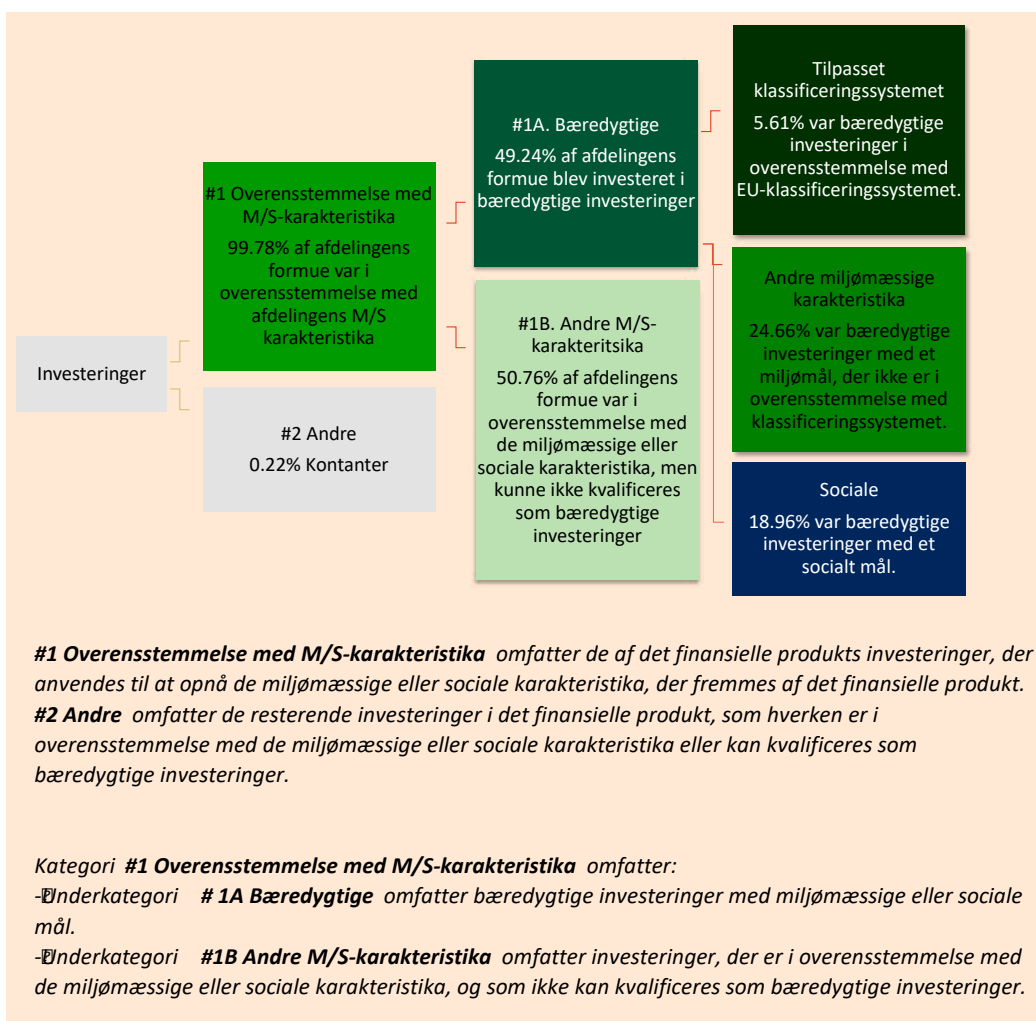 Investeringer
#1 Overensstemmelse med
M/S-karakteristika
99.78% af afdelingens
formue var i
overensstemmelse med
afdelingens M/S
karakteristika
#2 Andre
0.22% Kontanter
#1A. Bæredygtige
49.24% af afdelingens
formue blev investeret i
bæredygtige investeringer
#1B. Andre M/S-
karakteritsika
50.76% af afdelingens
formue var i
overensstemmelse med
de miljømæssige eller
sociale karakteristika, men
kunne ikke kvalificeres
som bæredygtige
investeringer
Tilpasset
klassificeringssystemet
5.61% var bæredygtige
investeringer i
overensstemmelse med
EU-klassificeringssystemet.
Andre miljømæssige
karakteristika
24.66% var bæredygtige
investeringer med et
miljømål, der ikke er i
overensstemmelse med
klassificeringssystemet.
Sociale
18.96% var bæredygtige
investeringer med et
socialt mål.
#1 Overensstemmelse med M/S-karakteristika omfatter de af det finansielle produkts investeringer, der
anvendes til at opnå de miljømæssige eller sociale karakteristika, der fremmes af det finansielle produkt.
#2 Andre omfatter de resterende investeringer i det finansielle produkt, som hverken er i
overensstemmelse med de miljømæssige eller sociale karakteristika eller kan kvalificeres som
bæredygtige investeringer.
Kategori #1 Overensstemmelse med M/S-karakteristika omfatter:
-Underkategori # 1A Bæredygtige omfatter bæredygtige investeringer med miljømæssige eller sociale
mål.
-Underkategori #1B Andre M/S-karakteristika omfatter investeringer, der er i overensstemmelse med
de miljømæssige eller sociale karakteristika, og som ikke kan kvalificeres som bæredygtige investeringer.